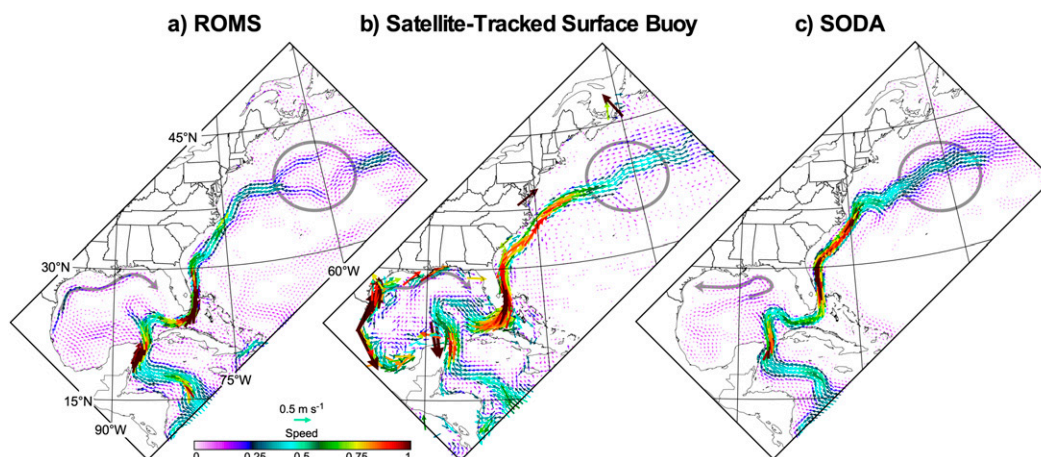 a) ROMS
b) Satellite-Tracked Surface Buoy
c) SODA
45°N
30°N
60°W
75°W
15°N
90°W
0.5 m s⁻¹
Speed
0 0.25 0.5 0.75 1